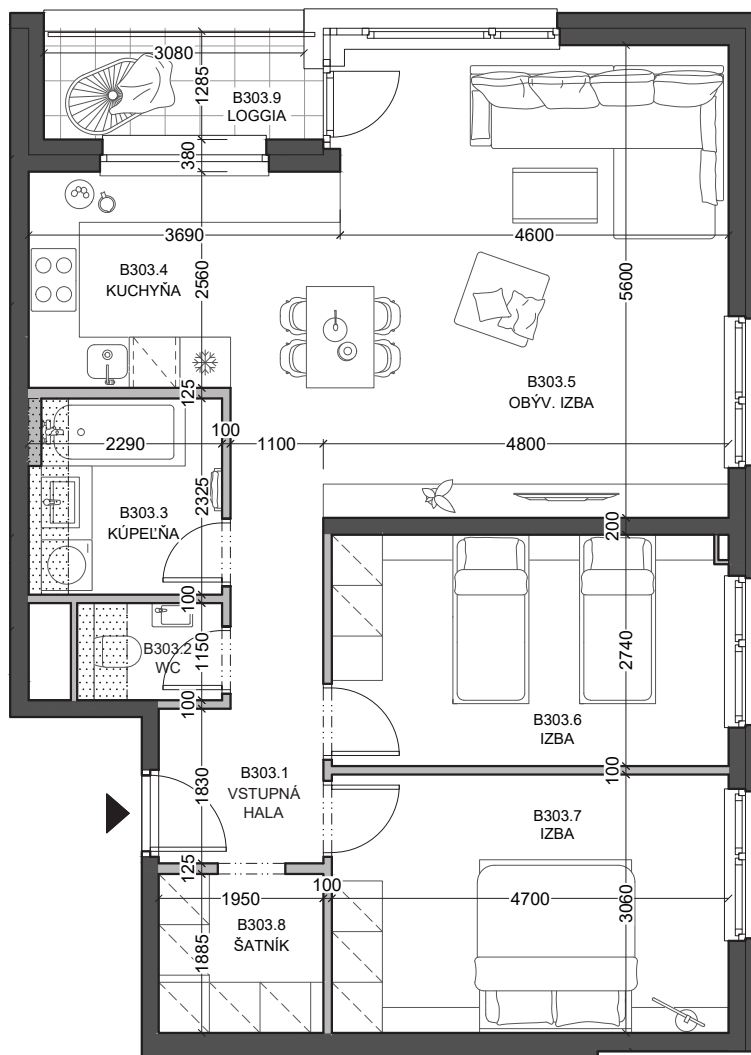 3080
1285
B303.9
LOGGIA
380
3690
4600
B303.4
KUCHYŇA
2560
5600
B303.5
OBÝV. IZBA
125
100
2290
1100
4800
2325
B303.3
KÚPEĽŇA
200
100
B303.2
WC
1150
2740
100
B303.6
IZBA
B303.1
VSTUPNÁ
HALA
1830
100
B303.7
IZBA
125
100
1950
4700
3060
B303.8
ŠATNÍK
1885